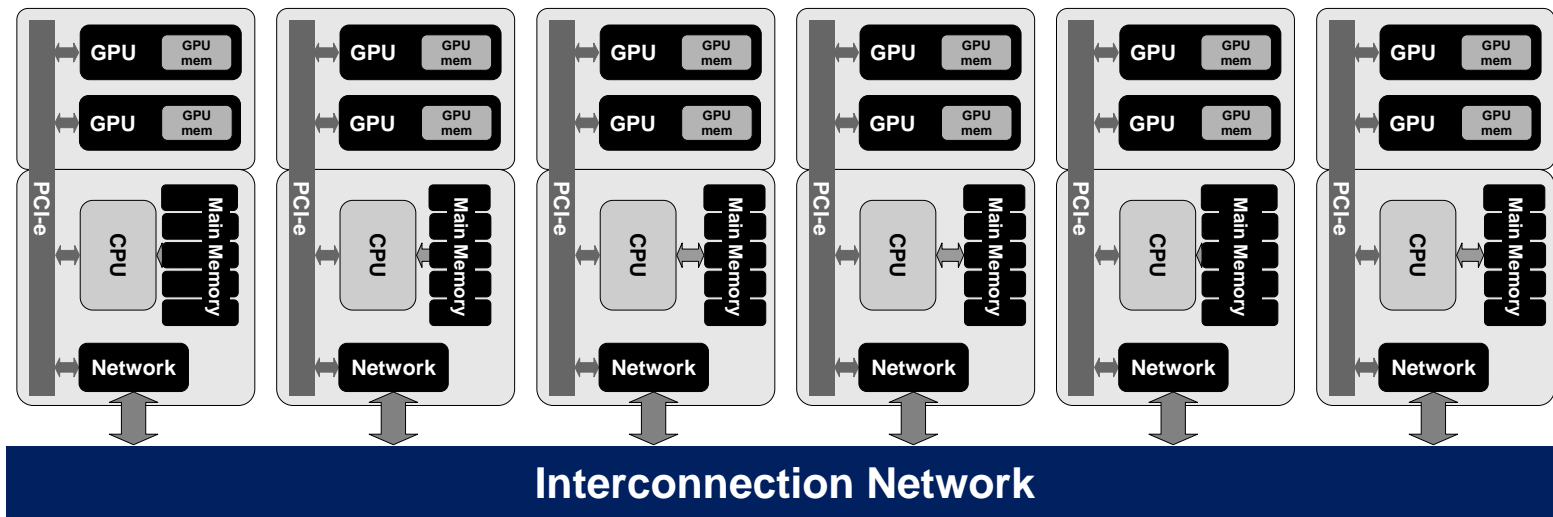 GPU
GPU
mem
GPU
GPU
mem
PCI-e
CPU
Main Memory
Network
GPU
GPU
mem
GPU
GPU
mem
PCI-e
CPU
Main Memory
Network
GPU
GPU
mem
GPU
GPU
mem
PCI-e
CPU
Main Memory
Network
GPU
GPU
mem
GPU
GPU
mem
PCI-e
CPU
Main Memory
Network
GPU
GPU
mem
GPU
GPU
mem
PCI-e
CPU
Main Memory
Network
GPU
GPU
mem
GPU
GPU
mem
PCI-e
CPU
Main Memory
Network
Interconnection Network